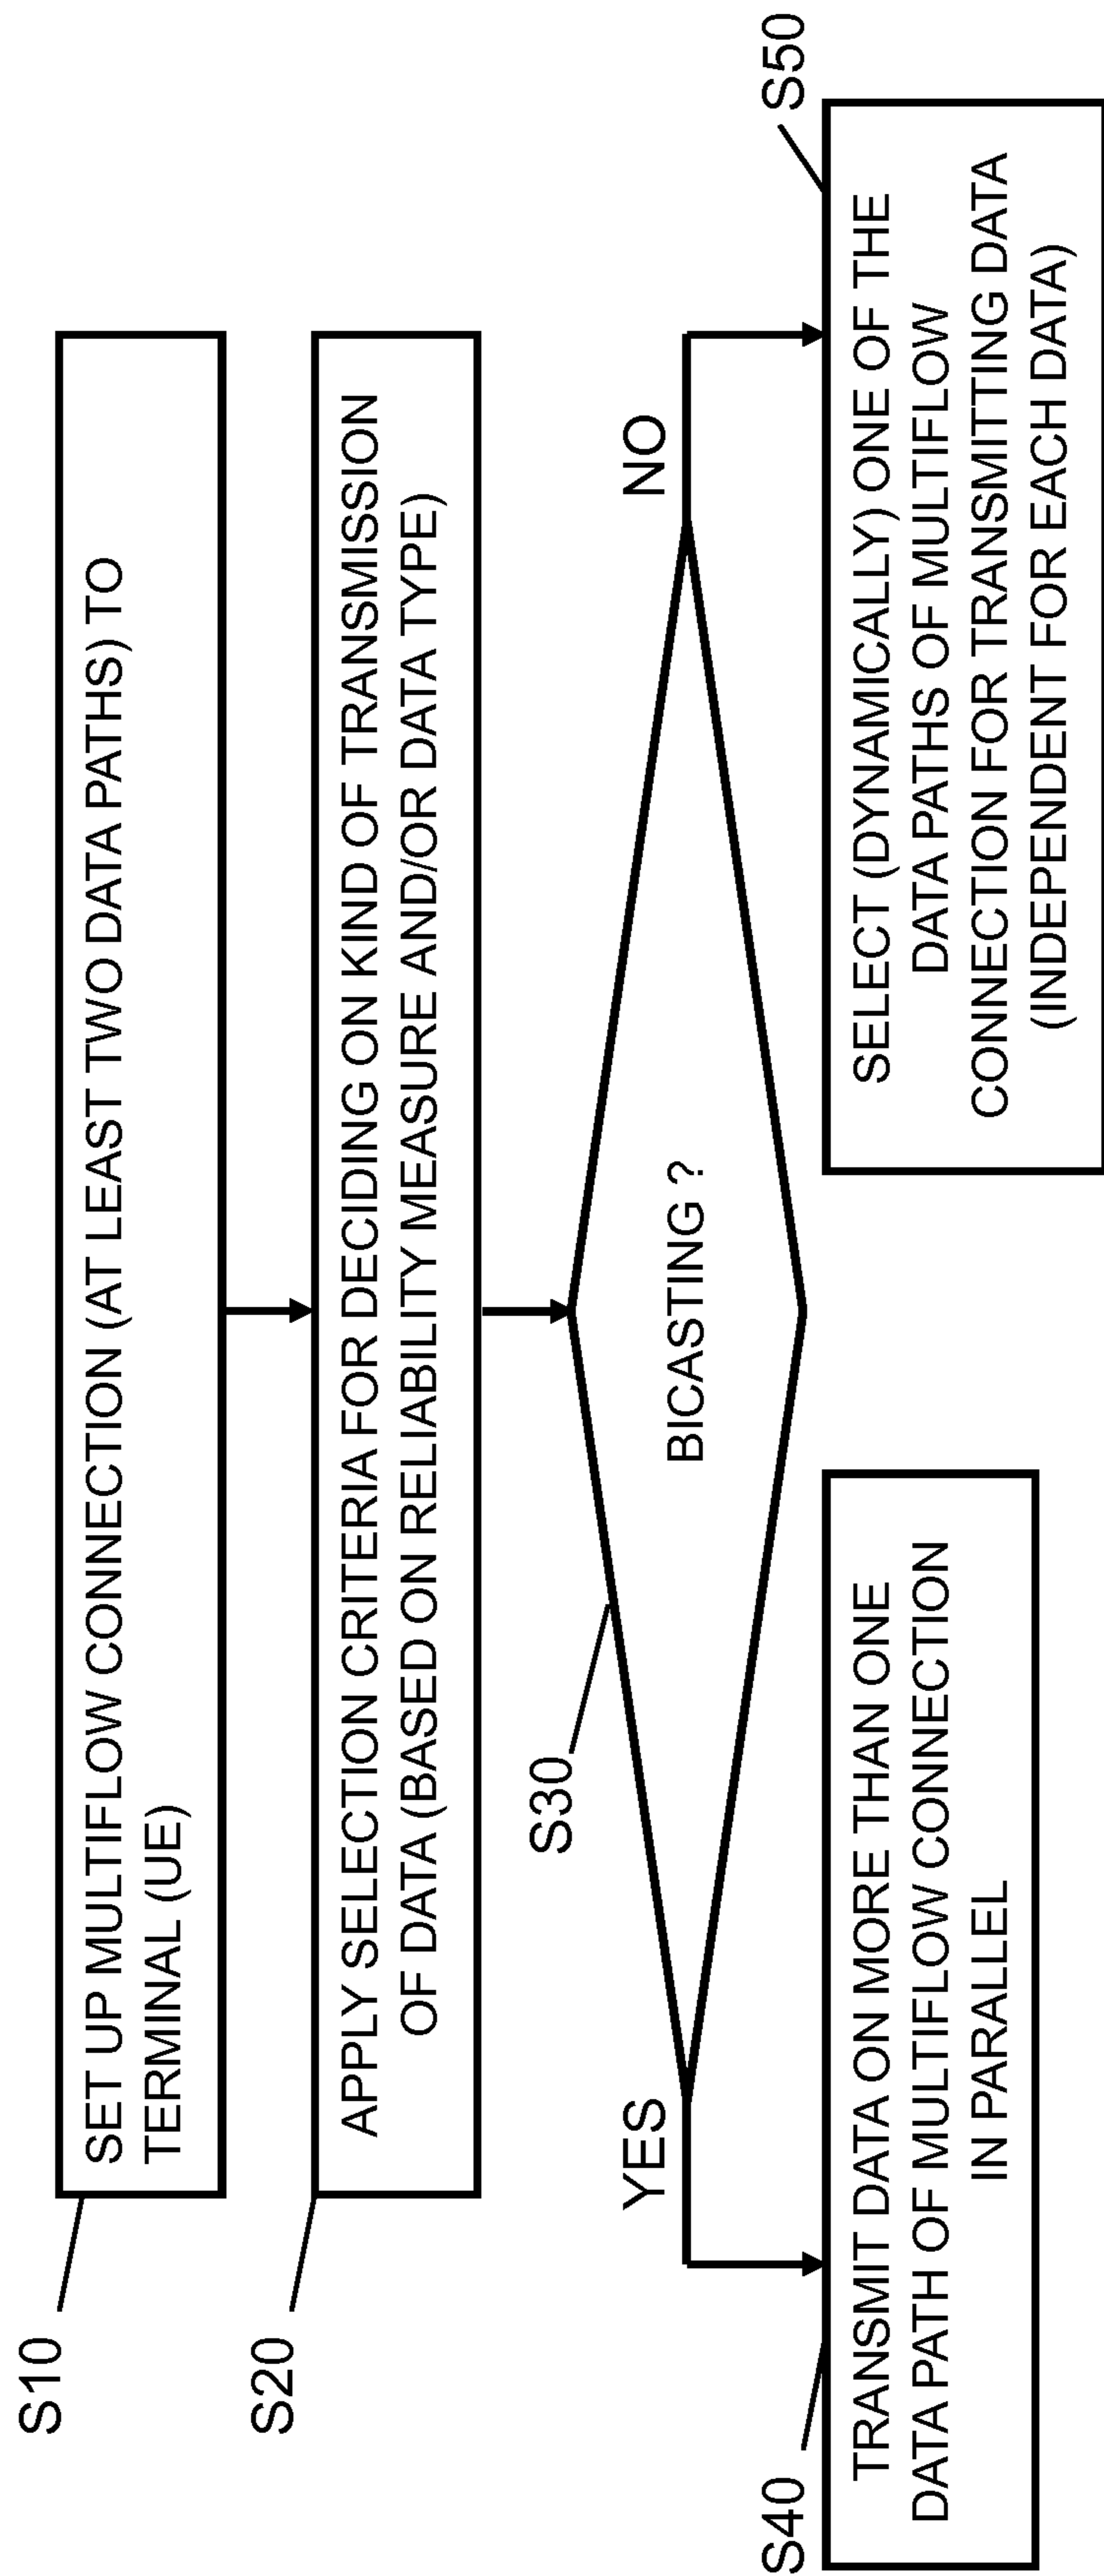 S10
SET UP MULTIFLOW CONNECTION (AT LEAST TWO DATA PATHS) TO
TERMINAL (UE)
S20
APPLY SELECTION CRITERIA FOR DECIDING ON KIND OF TRANSMISSION
OF DATA (BASED ON RELIABILITY MEASURE AND/OR DATA TYPE)
S30
BICASTING ?
YES
NO
S40
TRANSMIT DATA ON MORE THAN ONE
DATA PATH OF MULTIFLOW CONNECTION
IN PARALLEL
S50
SELECT (DYNAMICALLY) ONE OF THE
DATA PATHS OF MULTIFLOW
CONNECTION FOR TRANSMITTING DATA
(INDEPENDENT FOR EACH DATA)